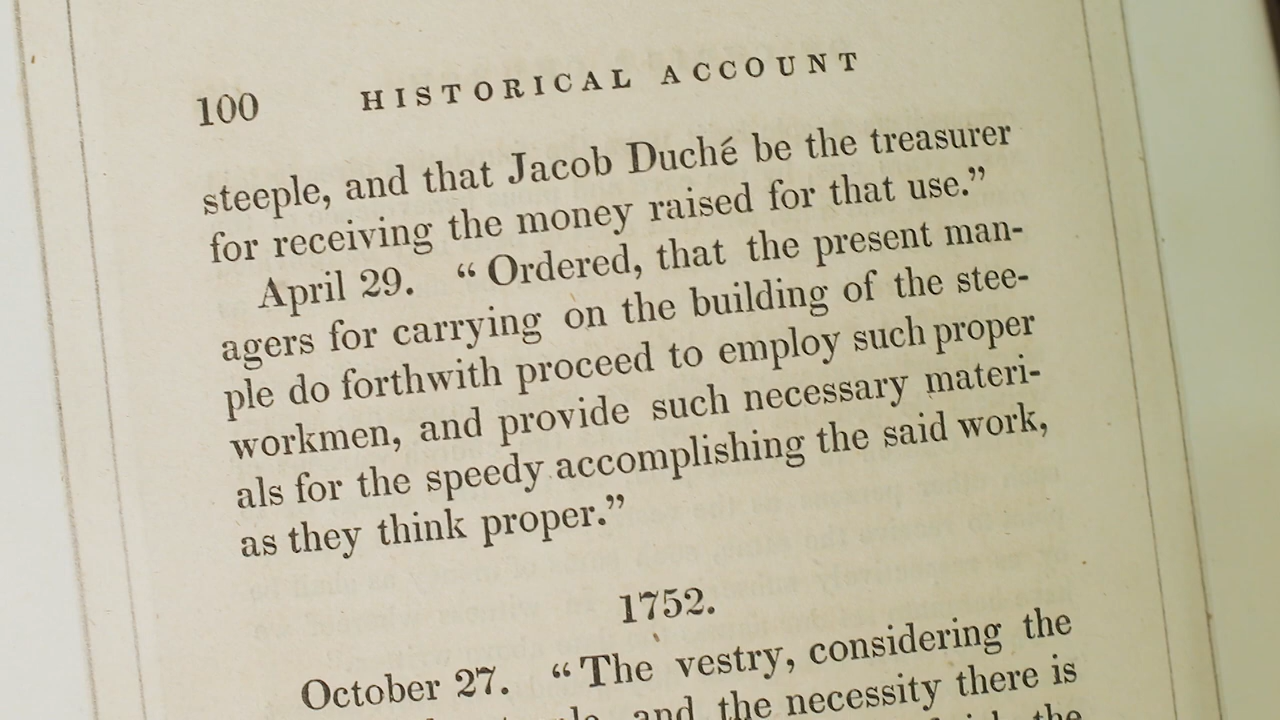 100 HISTORICAL ACCOUNT
steeple, and that Jacob Duché be the treasurer
for receiving the money raised for that use.”
April 29. “Ordered, that the present man-
agers for carrying on the building of the stee-
ple do forthwith proceed to employ such proper
workmen, and provide such necessary materi-
als for the speedy accomplishing the said work,
as they think proper.”
1752.
October 27. “The vestry, considering the
and the necessity there is
the